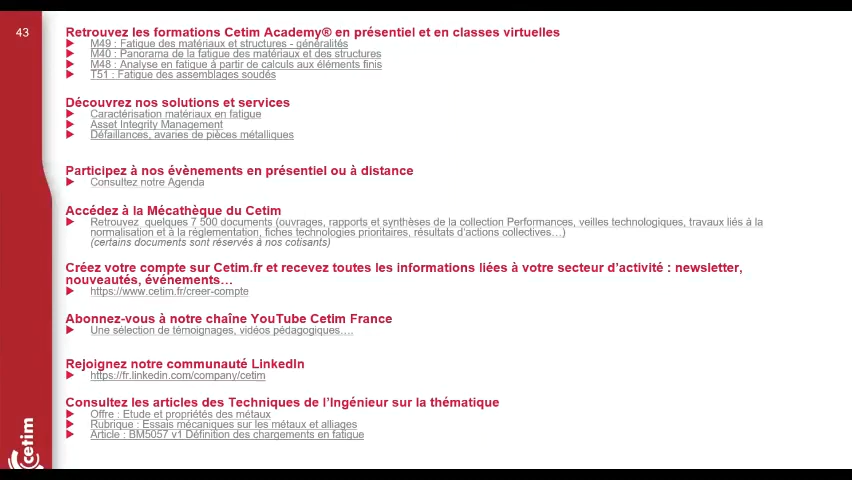 43
Retrouvez les formations Cetim Academy® en présentiel et en classes virtuelles
M49 : Fatigue des matériaux et structures - généralités
M40 : Panorama de la fatigue des matériaux et des structures
M48 : Analyse en fatigue à partir de calculs aux éléments finis
T51 : Fatigue des assemblages soudés
Découvrez nos solutions et services
Caractérisation matériaux en fatigue
Asset Integrity Management
Défaillances, avaries de pièces métalliques
Participez à nos évènements en présentiel ou à distance
Consultez notre Agenda
Accédez à la Mécathèque du Cetim
Retrouvez quelques 7 500 documents (ouvrages, rapports et synthèses de la collection Performances, veilles technologiques, travaux liés à la
normalisation et à la réglementation, fiches technologies prioritaires, résultats d'actions collectives…)
(certains documents sont réservés à nos cotisants)
Créez votre compte sur Cetim.fr et recevez toutes les informations liées à votre secteur d'activité : newsletter,
nouveautés, événements…
https://www.cetim.fr/creer-compte
Abonnez-vous à notre chaîne YouTube Cetim France
Une sélection de témoignages, vidéos pédagogiques….
Rejoignez notre communauté LinkedIn
https://fr.linkedin.com/company/cetim
Consultez les articles des Techniques de l'Ingénieur sur la thématique
Offre : Etude et propriétés des métaux
Rubrique : Essais mécaniques sur les métaux et alliages
Article : BM5057 v1 Définition des chargements en fatigue
cetim